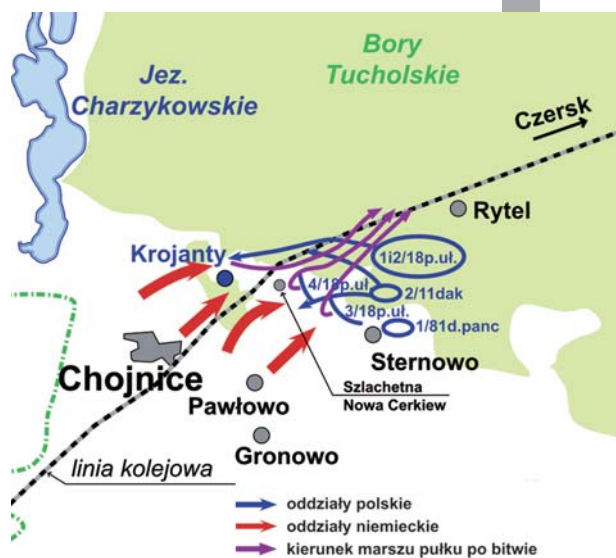 Bory
Tucholskie
Jez.
Charzykowskie
Czersk
Rytel
Krojanty
1i2/18p.uł.
4/18p.uł.
2/11dak
3/18p.uł.
1/81d.panc
Sternowo
Chojnice
Szlachetna
Nowa Cerkiew
Pawłowo
Gronowo
linia kolejowa
oddziały polskie
oddziały niemieckie
kierunek marszu pułku po bitwie